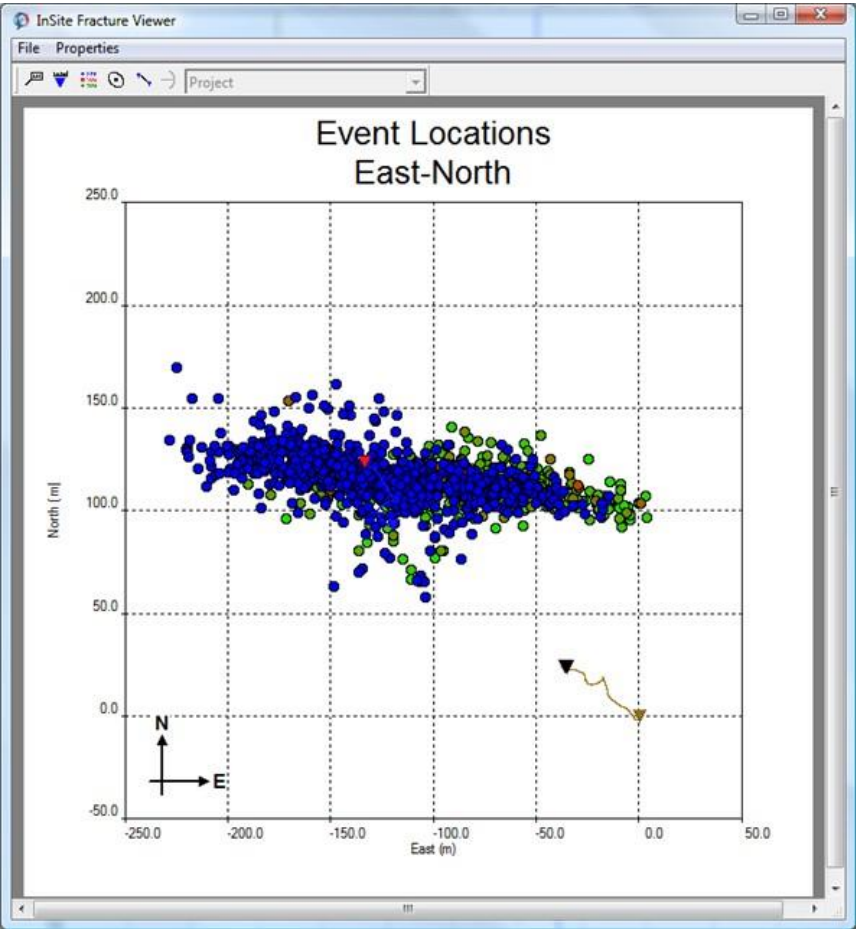 InSite Fracture Viewer
File Properties
Project
Event Locations
East-North
250.0
200.0
150.0
100.0
50.0
0.0
-50.0
North [m]
N
E
-250.0 -200.0 -150.0 -100.0 -50.0 0.0 50.0
East (m)